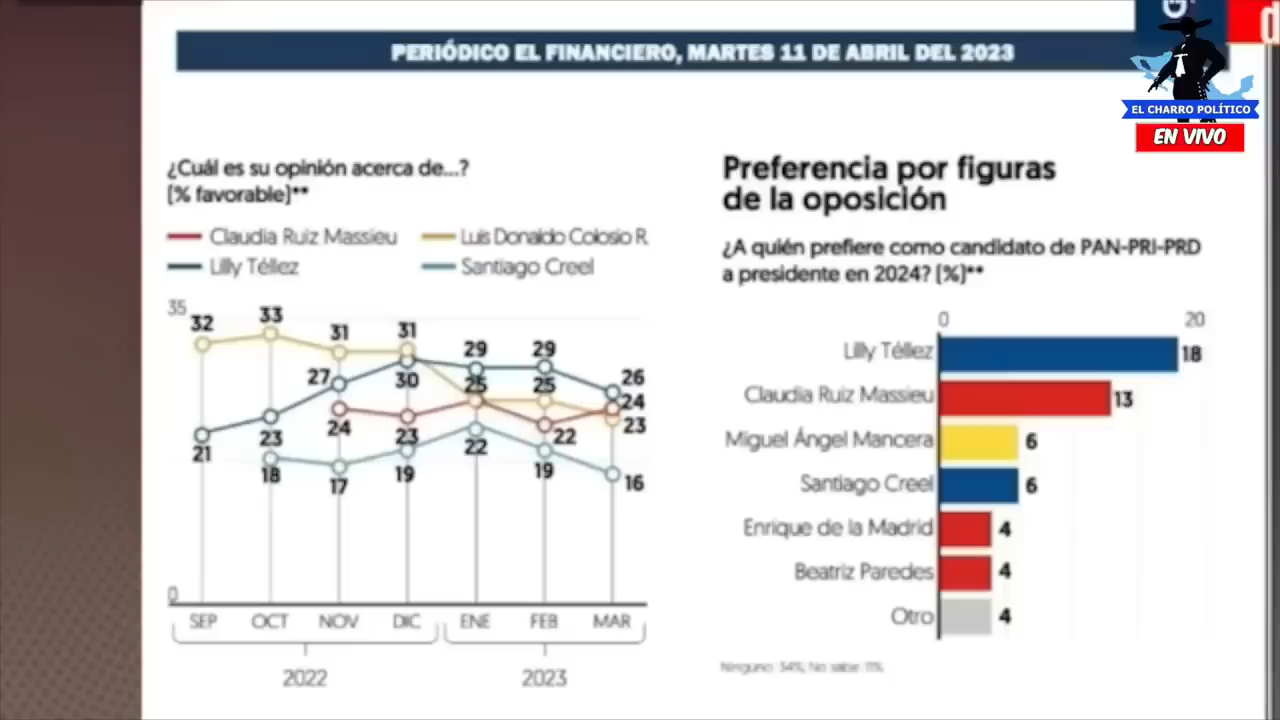 PERIÓDICO EL FINANCIERO, MARTES 11 DE ABRIL DEL 2023
EL CHARRO POLÍTICO
EN VIVO
¿Cuál es su opinión acerca de...?
[% favorable]**
Claudia Ruiz Massieu
Luis Donaldo Colosio R.
Lilly Téllez
Santiago Creel
35
32 33 31 31 29 29 26
27 30 25 25 24
21 23 24 23 22 23
18 17 19 22 19 16
0
SEP OCT NOV DIC ENE FEB MAR
2022 2023
Preferencia por figuras
de la oposición
¿A quién prefiere como candidato de PAN-PRI-PRD
a presidente en 2024? [%]**
0 20
Lilly Téllez 18
Claudia Ruiz Massieu 13
Miguel Ángel Mancera 6
Santiago Creel 6
Enrique de la Madrid 4
Beatriz Paredes 4
Otro 4
Ninguno: 34%, No sabe: 11%